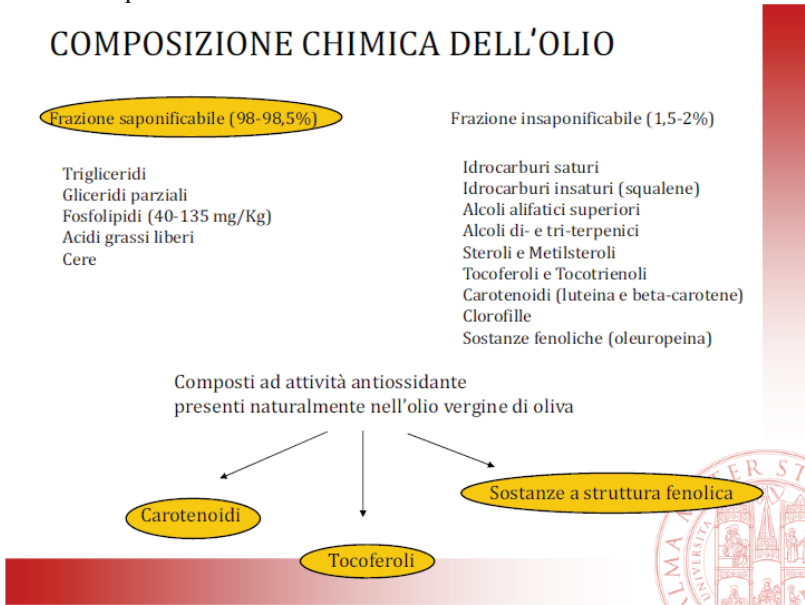 COMPOSIZIONE CHIMICA DELL'OLIO
Frazione saponificabile (98-98,5%)
Trigliceridi
Gliceridi parziali
Fosfolipidi (40-135 mg/Kg)
Acidi grassi liberi
Cere
Frazione insaponificabile (1,5-2%)
Idrocarburi saturi
Idrocarburi insaturi (squalene)
Alcoli alifatici superiori
Alcoli di- e tri-terpenici
Steroli e Metilsteroli
Tocoferoli e Tocotrienoli
Carotenoidi (luteina e beta-carotene)
Clorofille
Sostanze fenoliche (oleuropeina)
Composti ad attività antiossidante
presenti naturalmente nell'olio vergine di oliva
Carotenoidi
Tocoferoli
Sostanze a struttura fenolica